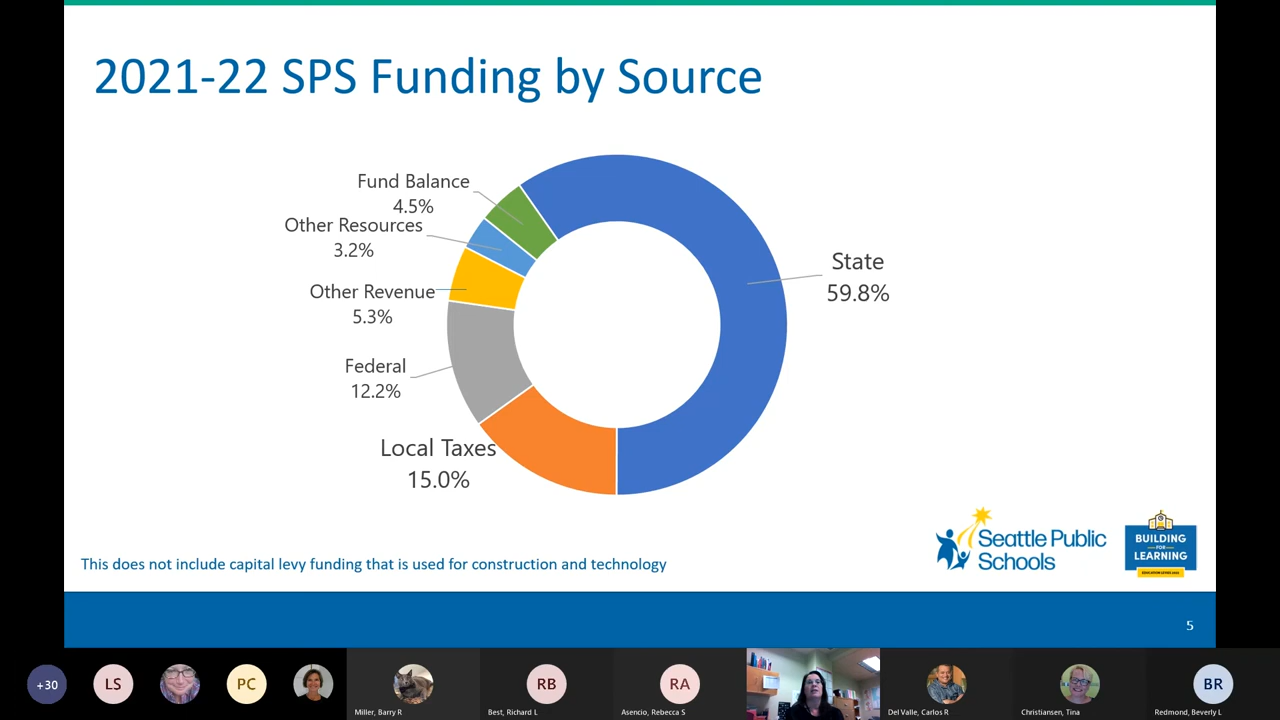 2021-22 SPS Funding by Source
Fund Balance
4.5%
Other Resources
3.2%
Other Revenue
5.3%
Federal
12.2%
Local Taxes
15.0%
State
59.8%
This does not include capital levy funding that is used for construction and technology
Seattle Public
Schools
BUILDING
FOR
LEARNING
5
+30
LS
PC
Miller, Barry R
RB
Best, Richard L
RA
Asencio, Rebecca S
Del Valle, Carlos R
Christiansen, Tina
BR
Redmond, Beverly L